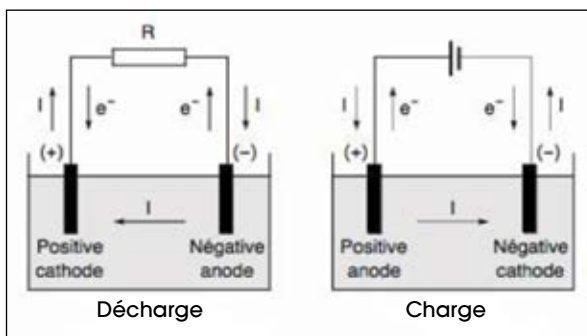 R
I
e⁻
e⁻
I
(+)
(−)
I
Positive
cathode
Négative
anode
Décharge
I
e⁻
e⁻
I
(+)
(−)
I
Positive
anode
Négative
cathode
Charge